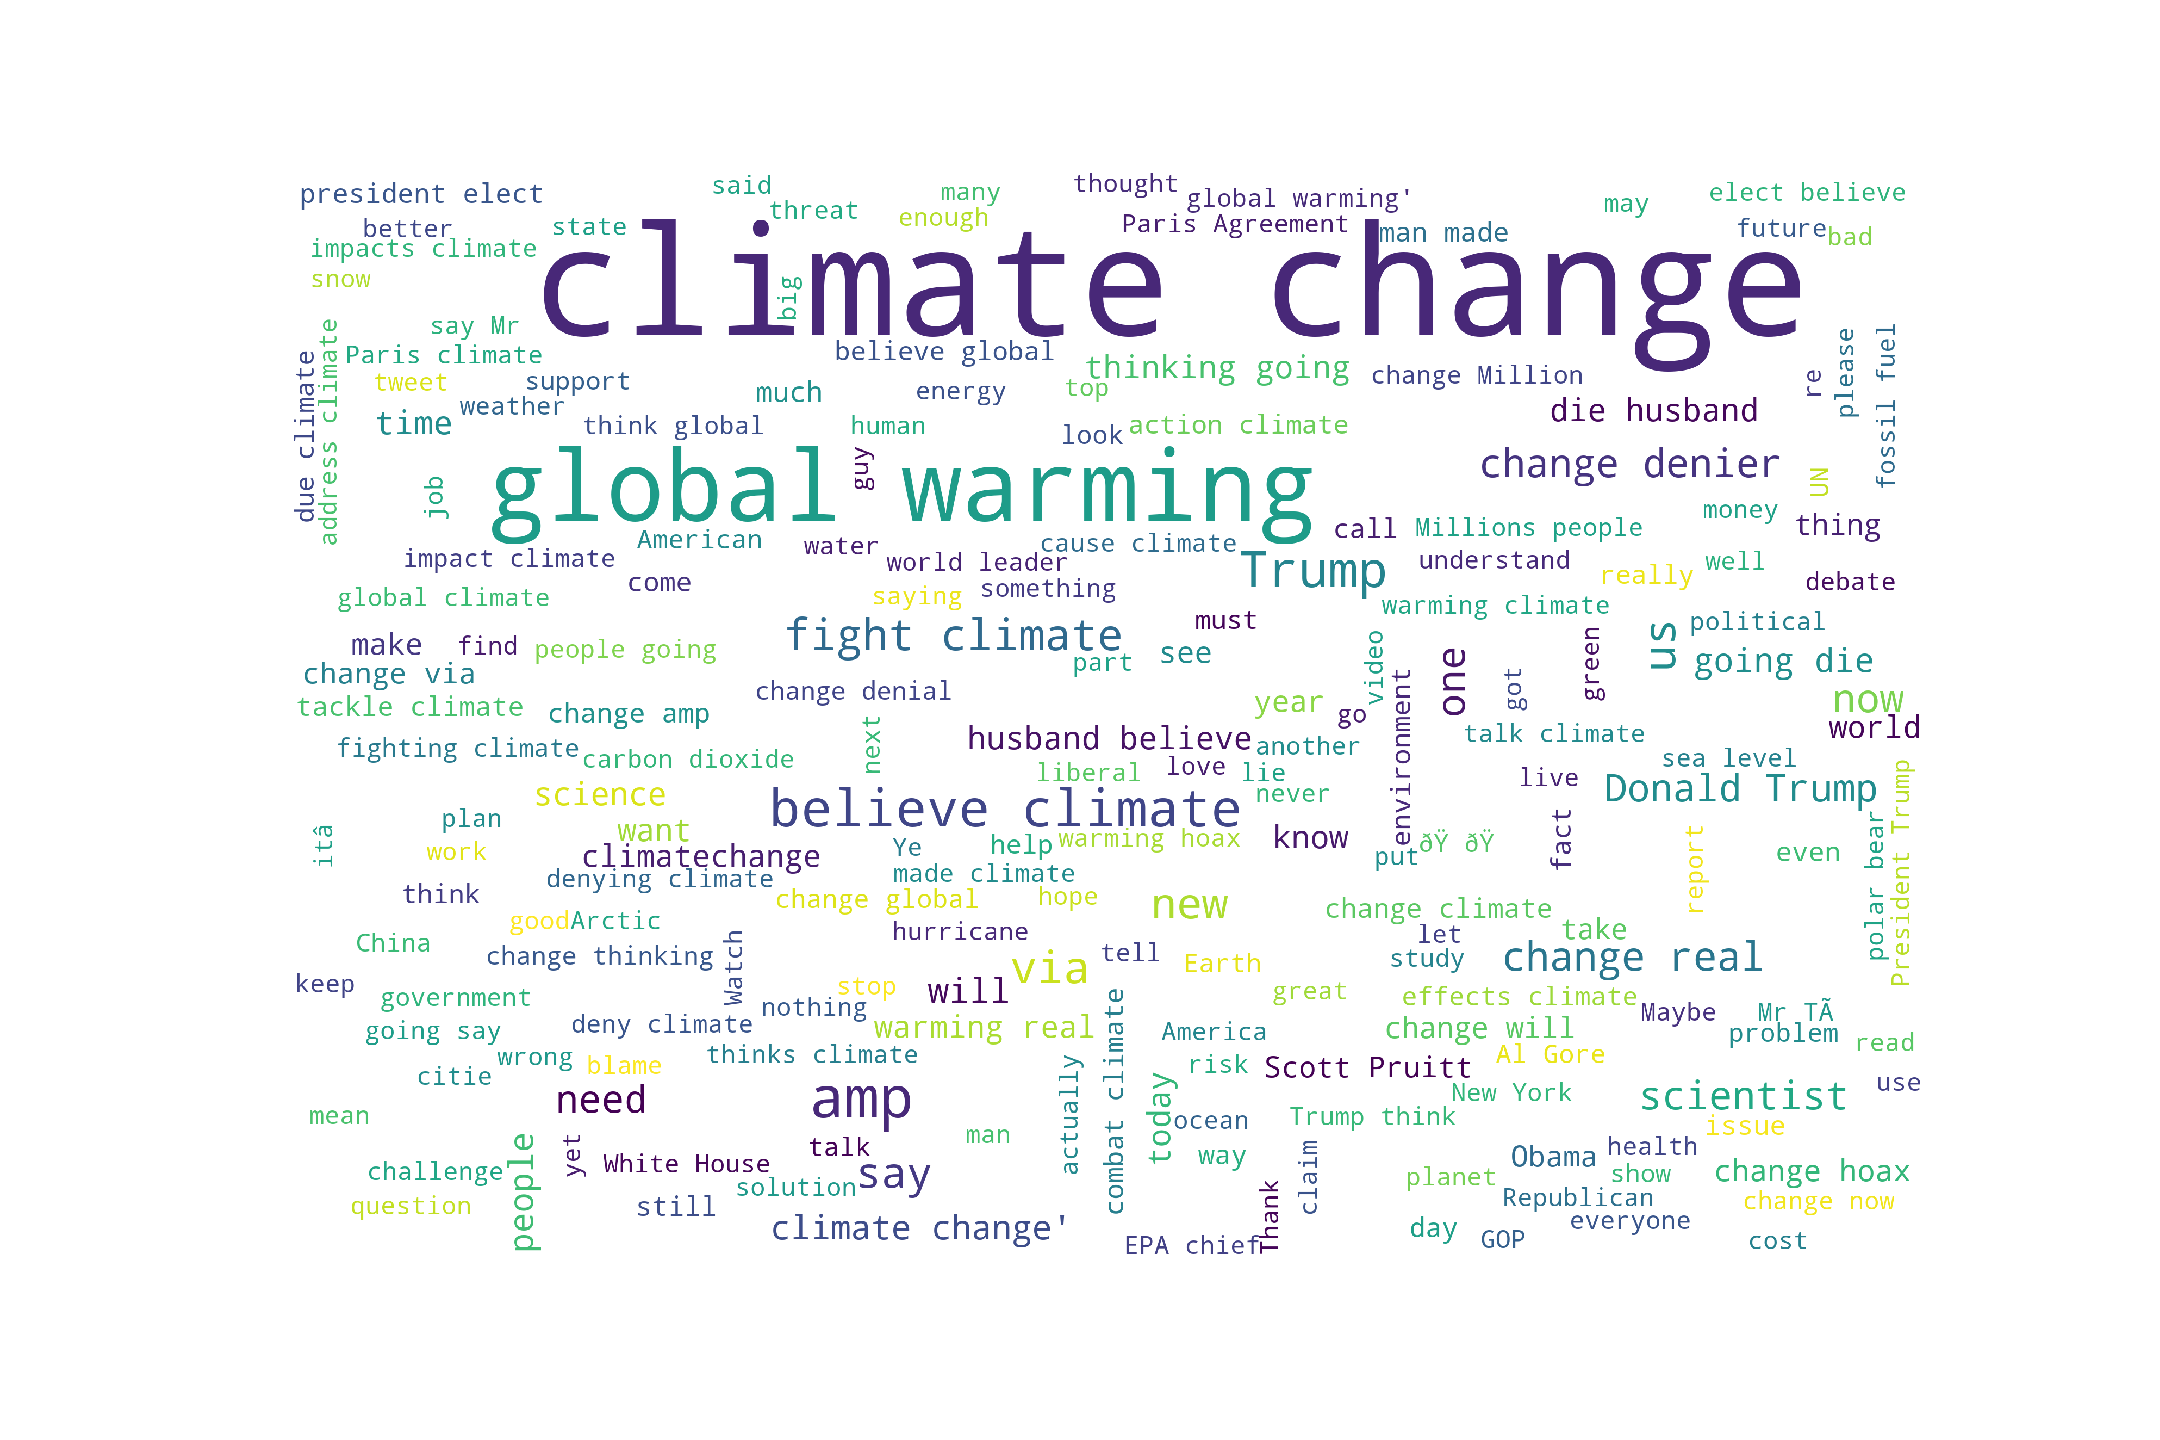 president elect
said
many
thought
global warming'
may
elect believe
better
state
threat
enough
Paris Agreement
man made
future
bad
impacts climate
snow
climate change
big
say Mr
Paris climate
believe global
thinking going
change Million
please
fossil fuel
due climate
address climate
tweet
support
weather
much
energy
top
re
die husband
time
think global
human
look
action climate
global warming
guy
change denier
UN
job
money
American
water
cause climate
call
Millions people
thing
impact climate
world leader
Trump
understand
really
well
debate
come
something
global climate
saying
warming climate
make
find
people going
fight climate
must
part
see
video
one
green
us
political
going die
change via
change denial
got
tackle climate
change amp
year
go
environment
now
fighting climate
carbon dioxide
next
husband believe
another
talk climate
world
liberal
love
lie
sea level
science
believe climate
never
live
Donald Trump
President Trump
itâ
plan
want
warming hoax
know
ðŸ ðŸ
fact
report
polar bear
work
climatechange
Ye
help
put
even
think
denying climate
made climate
change global
hope
new
change climate
good
Arctic
hurricane
let
take
China
change thinking
Watch
via
tell
Earth
study
change real
keep
government
nothing
stop
will
great
effects climate
Maybe
Mr TÃ
going say
deny climate
warming real
America
change will
problem
read
wrong
blame
thinks climate
actually
combat climate
today
risk
Scott Pruitt
Al Gore
citie
need
amp
New York
scientist
use
mean
people
yet
man
ocean
Trump think
issue
White House
talk
way
claim
Obama
health
challenge
solution
say
planet
show
change hoax
question
still
Thank
Republican
change now
climate change'
EPA chief
day
GOP
everyone
cost